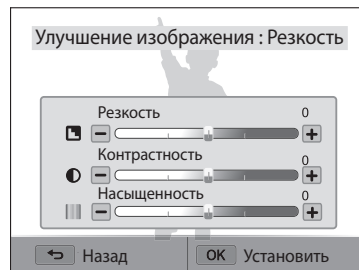 Улучшение изображения : Резкость
Резкость 0
Контрастность 0
Насыщенность 0
Назад OK Установить